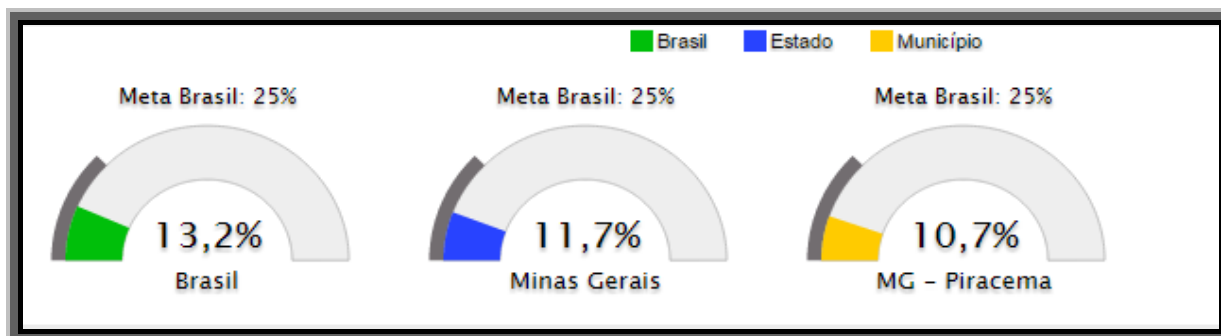 Brasil Estado Município
Meta Brasil: 25% Meta Brasil: 25% Meta Brasil: 25%
13,2% 11,7% 10,7%
Brasil Minas Gerais MG – Piracema